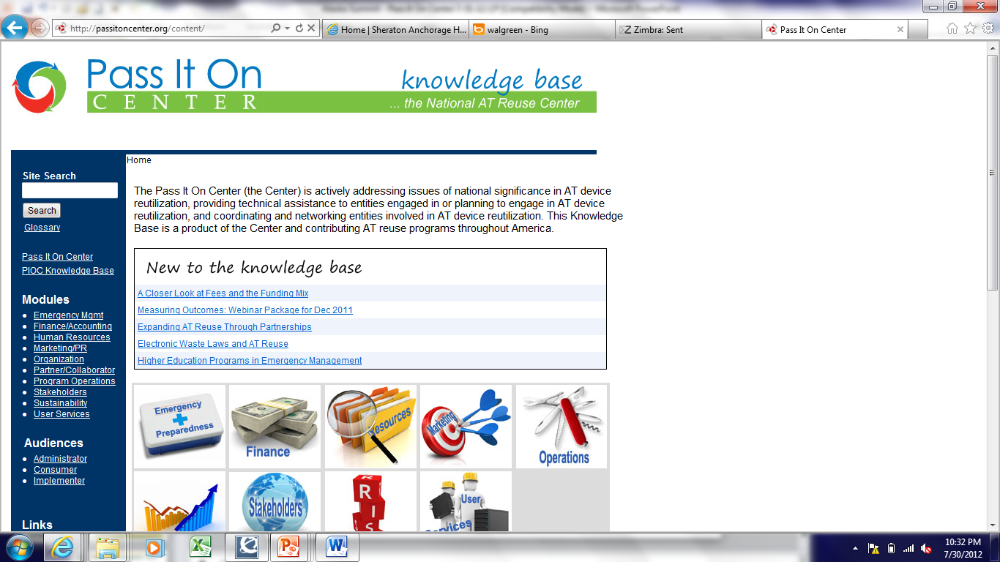 http://passitoncenter.org/content/
Home | Sheraton Anchorage H...
walgreen - Bing
Zimbra: Sent
Pass It On Center
Pass It On
CENTER
knowledge base
... the National AT Reuse Center
Home
Site Search
Search
Glossary
Pass It On Center
PIOC Knowledge Base
Modules
Emergency Mgmt
Finance/Accounting
Human Resources
Marketing/PR
Organization
Partner/Collaborator
Program Operations
Stakeholders
Sustainability
User Services
Audiences
Administrator
Consumer
Implementer
Links
The Pass It On Center (the Center) is actively addressing issues of national significance in AT device
reutilization, providing technical assistance to entities engaged in or planning to engage in AT device
reutilization, and coordinating and networking entities involved in AT device reutilization. This Knowledge
Base is a product of the Center and contributing AT reuse programs throughout America.
New to the knowledge base
A Closer Look at Fees and the Funding Mix
Measuring Outcomes: Webinar Package for Dec 2011
Expanding AT Reuse Through Partnerships
Electronic Waste Laws and AT Reuse
Higher Education Programs in Emergency Management
Emergency
Preparedness
Finance
Resources
Marketing
Operations
Stakeholders
RIS
User
Services
10:32 PM
7/30/2012